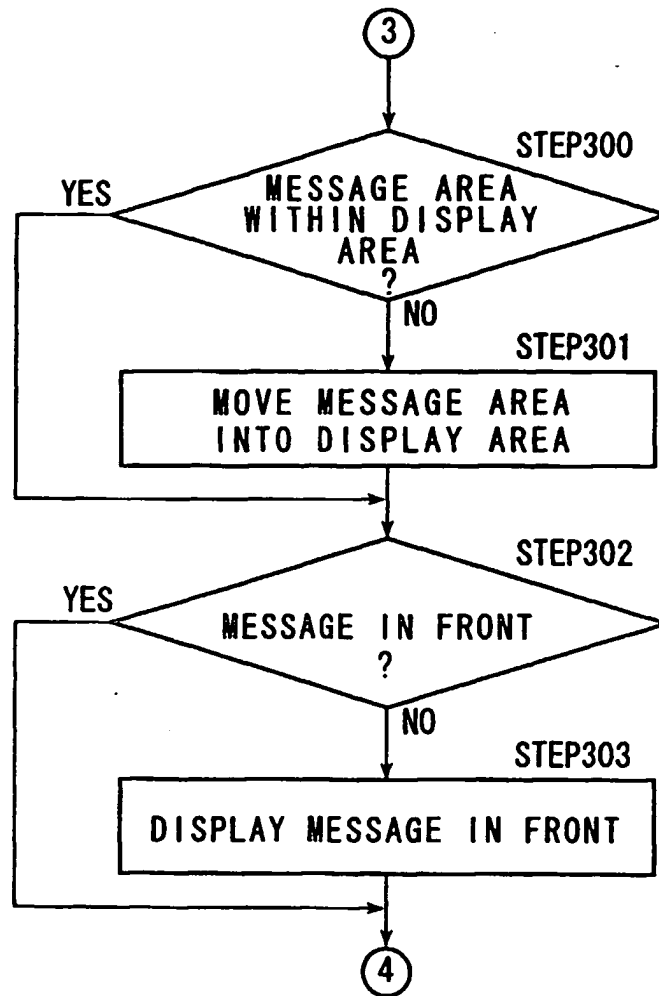 3
STEP300
YES
MESSAGE AREA
WITHIN DISPLAY
AREA
?
NO
STEP301
MOVE MESSAGE AREA
INTO DISPLAY AREA
STEP302
YES
MESSAGE IN FRONT
?
NO
STEP303
DISPLAY MESSAGE IN FRONT
4